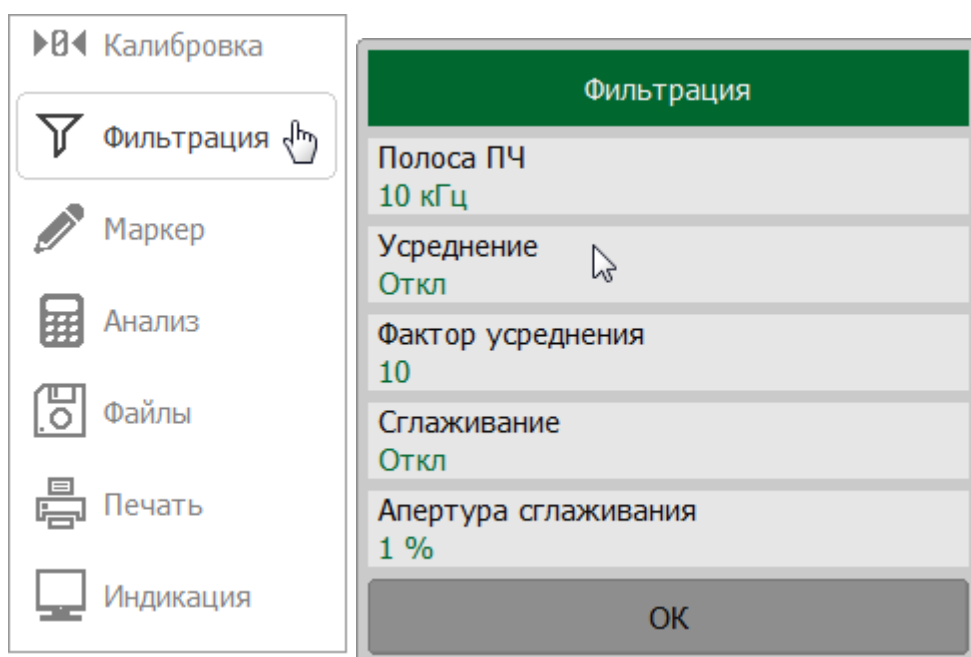 Калибровка
Фильтрация
Маркер
Анализ
Файлы
Печать
Индикация
Фильтрация
Полоса ПЧ
10 кГц
Усреднение
Откл
Фактор усреднения
10
Сглаживание
Откл
Апертура сглаживания
1 %
ОК